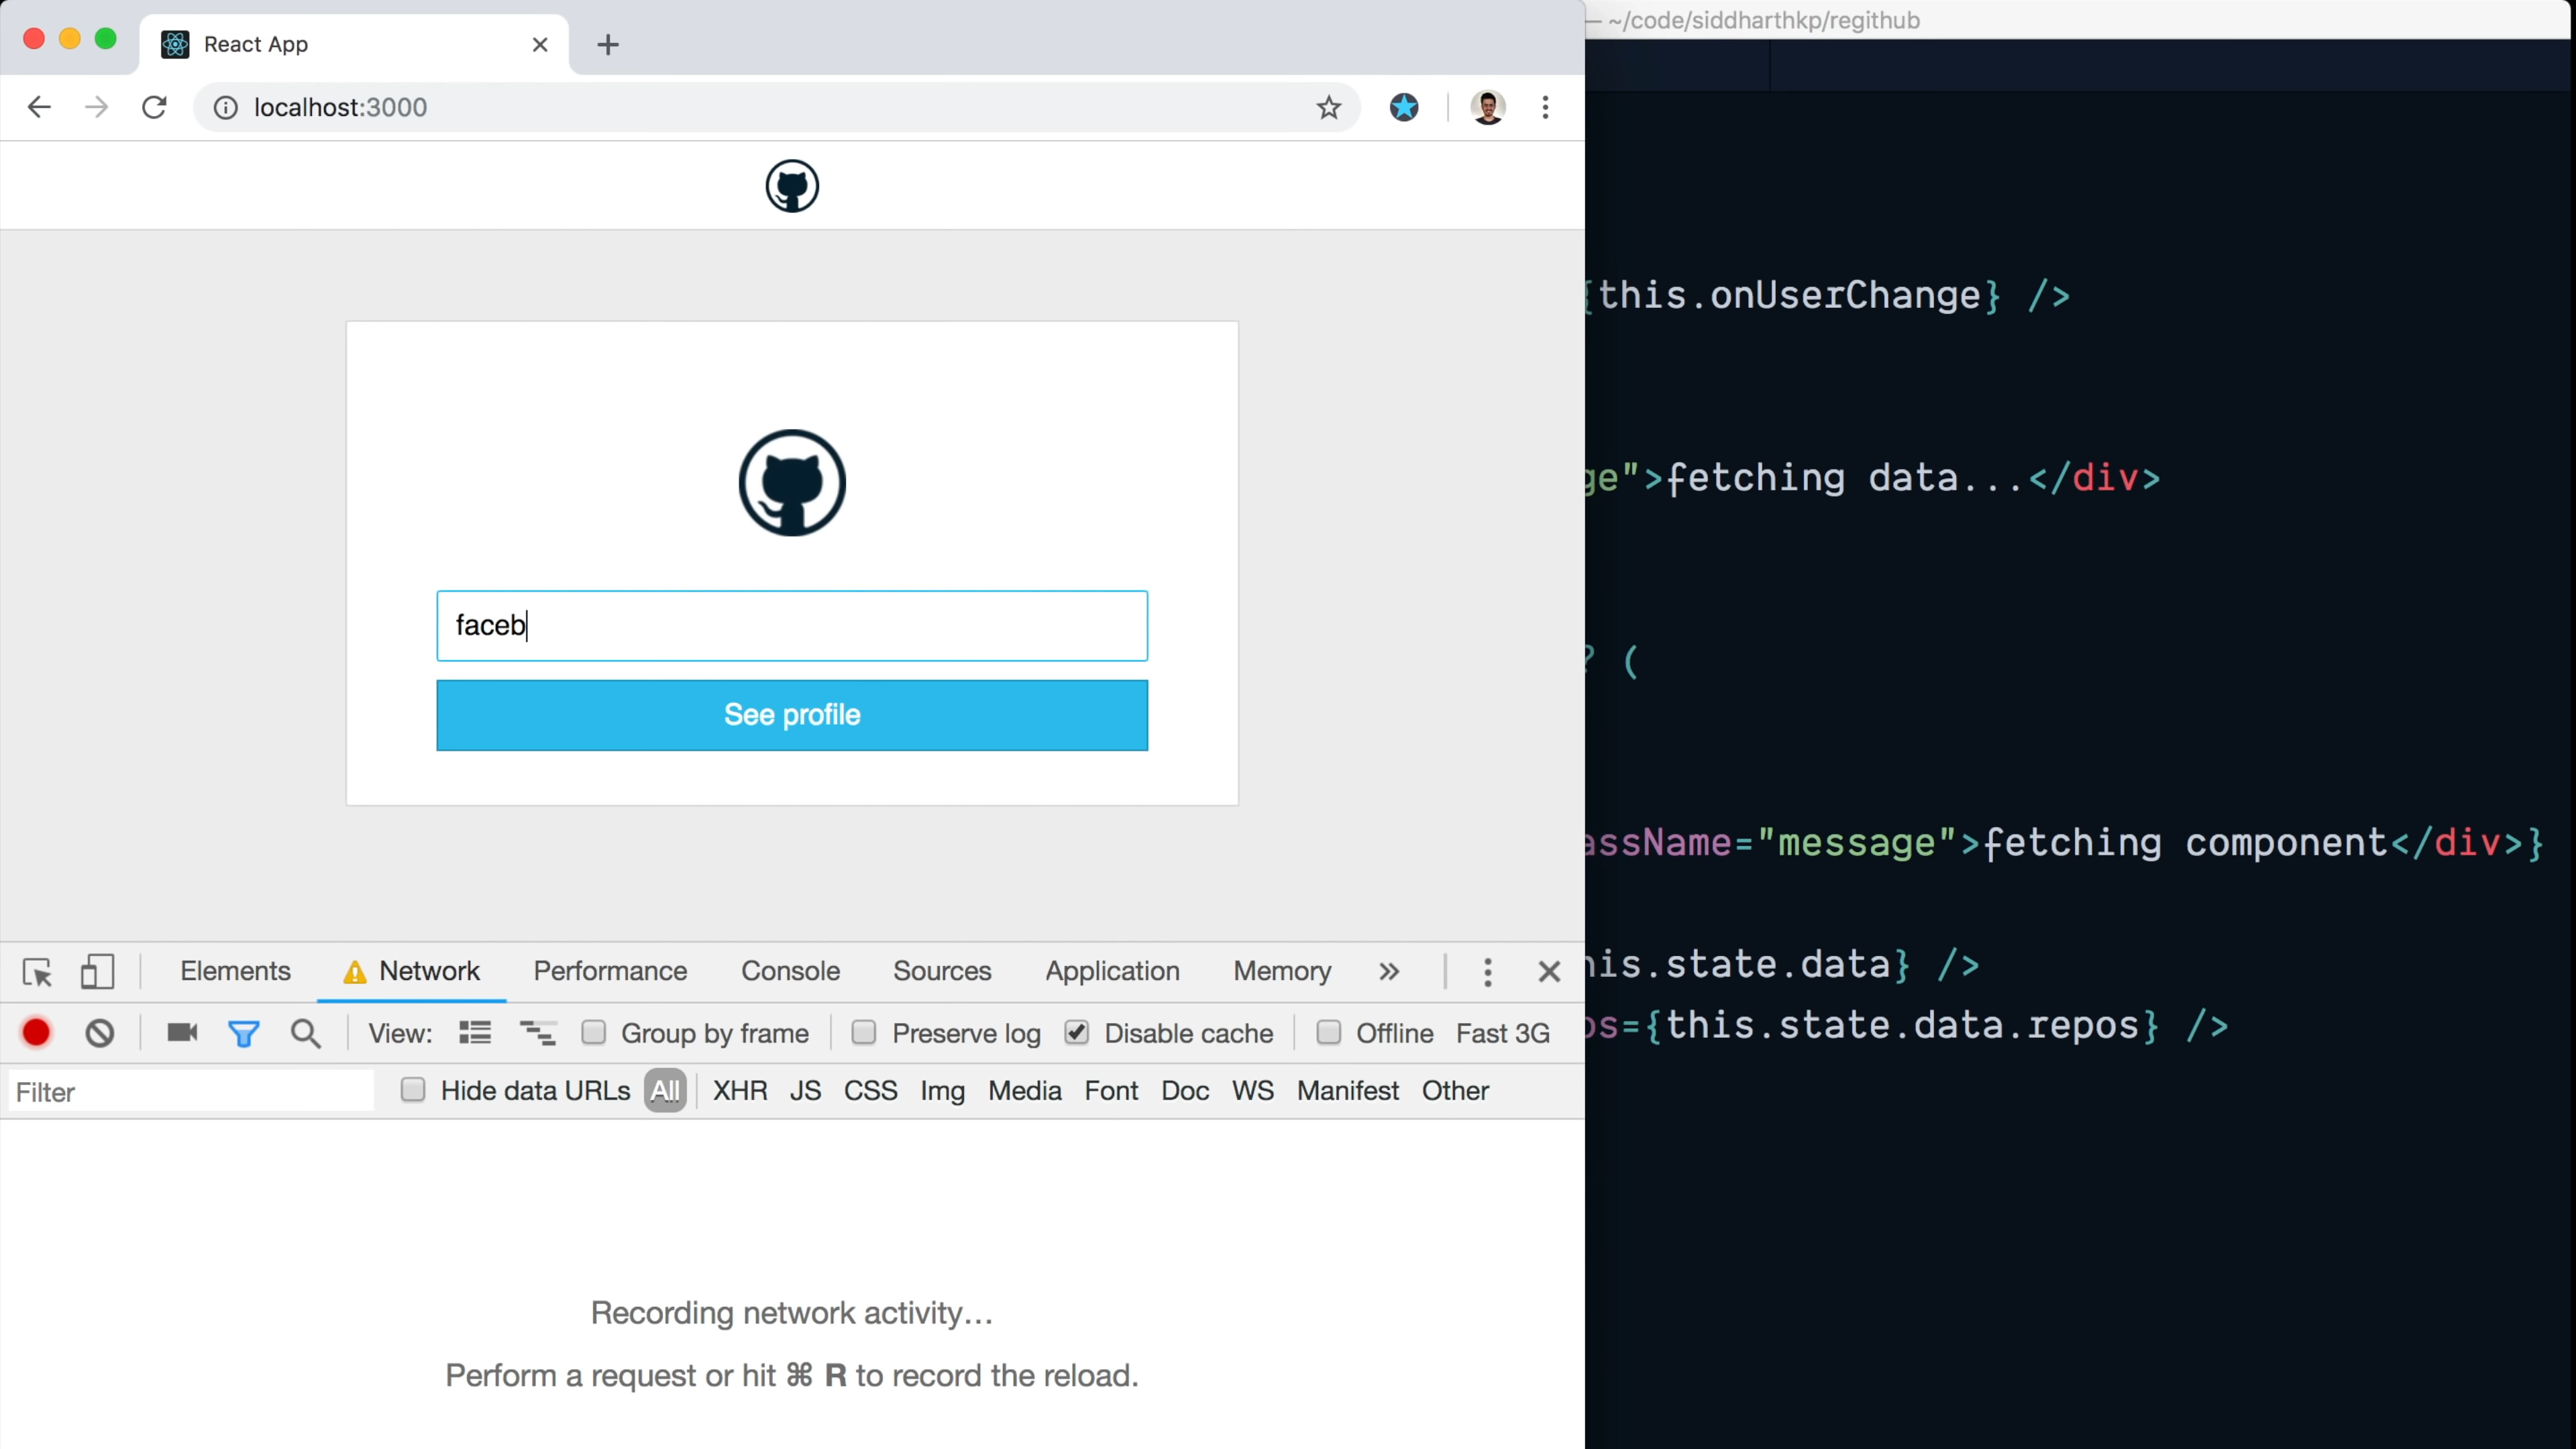 React App
— ~/code/siddharthkp/regithub
localhost:3000
{this.onUserChange} />
ge">fetching data...</div>
faceb
? (
See profile
assName="message">fetching component</div>}
his.state.data} />
Elements Network Performance Console Sources Application Memory
os={this.state.data.repos} />
View: Group by frame Preserve log Disable cache Offline Fast 3G
Filter Hide data URLs All XHR JS CSS Img Media Font Doc WS Manifest Other
Recording network activity…
Perform a request or hit ⌘ R to record the reload.